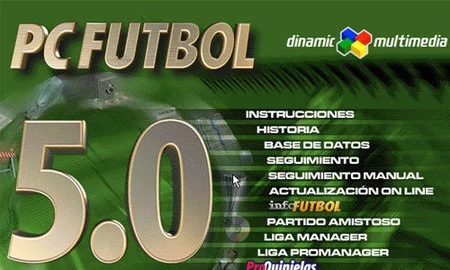 PC FUTBOL
dinamic multimedia
5.0
INSTRUCCIONES
HISTORIA
BASE DE DATOS
SEGUIMIENTO
SEGUIMIENTO MANUAL
ACTUALIZACIÓN ON LINE
infoFUTBOL
PARTIDO AMISTOSO
LIGA MANAGER
LIGA PROMANAGER
ProQuinielas